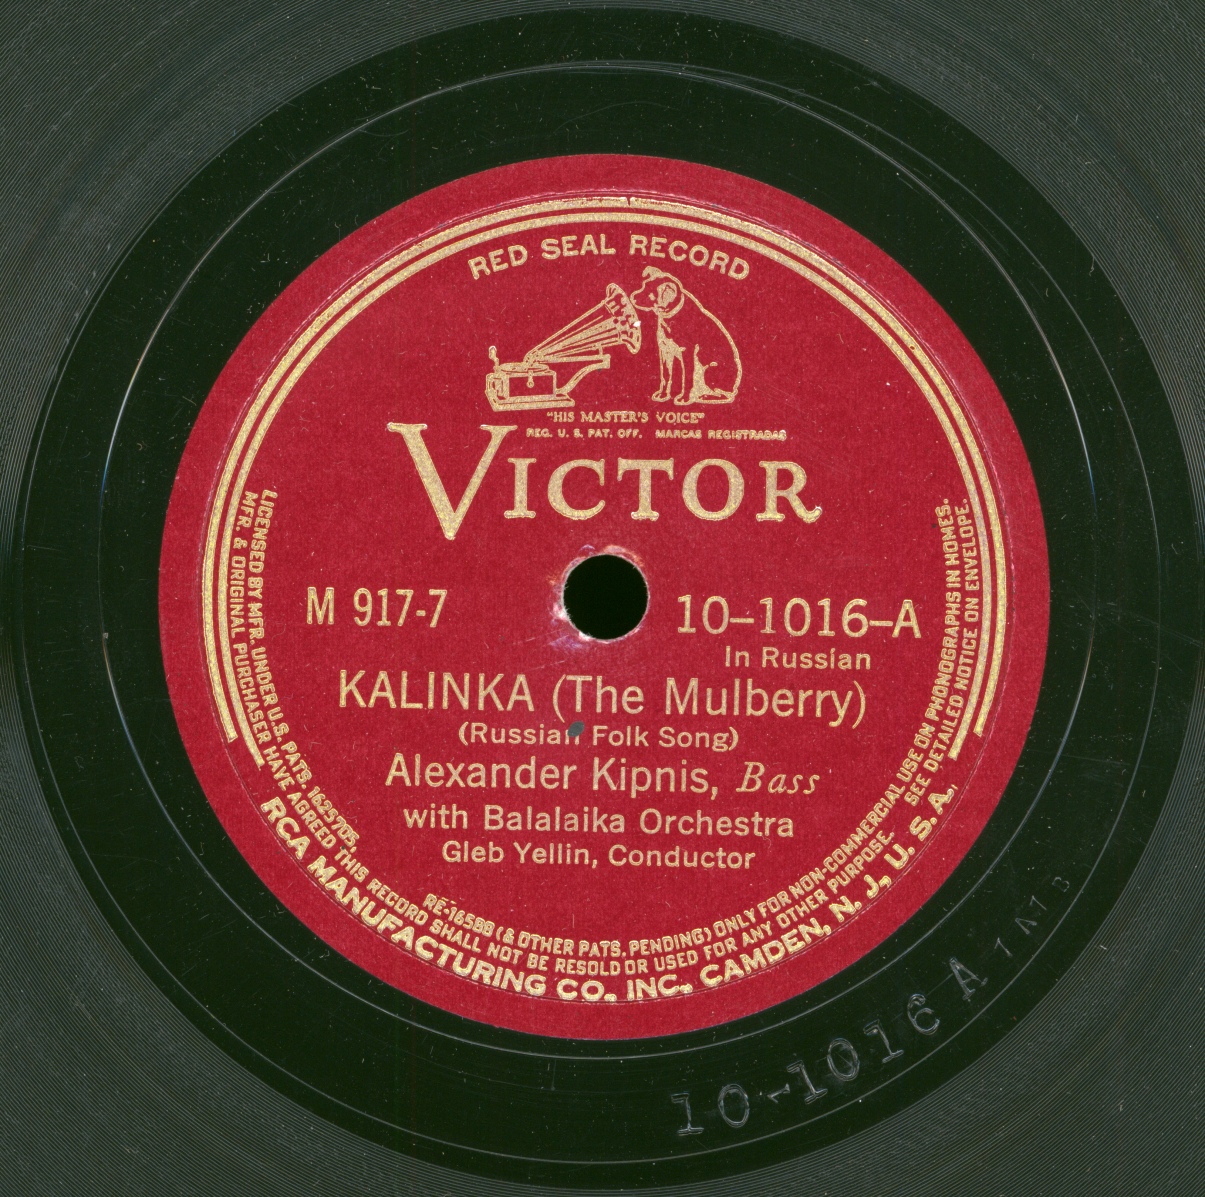 RED SEAL RECORD
"HIS MASTER'S VOICE"
REG. U. S. PAT. OFF. MARCAS REGISTRADAS
VICTOR
M 917-7
10-1016-A
In Russian
KALINKA (The Mulberry)
(Russian Folk Song)
Alexander Kipnis, Bass
with Balalaika Orchestra
Gleb Yellin, Conductor
LICENSED BY MFR. UNDER U.S. PATS. 1625705, RE-16588 (& OTHER PATS. PENDING) ONLY FOR NON-COMMERCIAL USE ON PHONOGRAPHS IN HOMES.
MFR. & ORIGINAL PURCHASER HAVE AGREED THIS RECORD SHALL NOT BE RESOLD OR USED FOR ANY OTHER PURPOSE. SEE DETAILED NOTICE ON ENVELOPE.
RCA MANUFACTURING CO., INC., CAMDEN, N. J., U. S. A.
10-1016 A